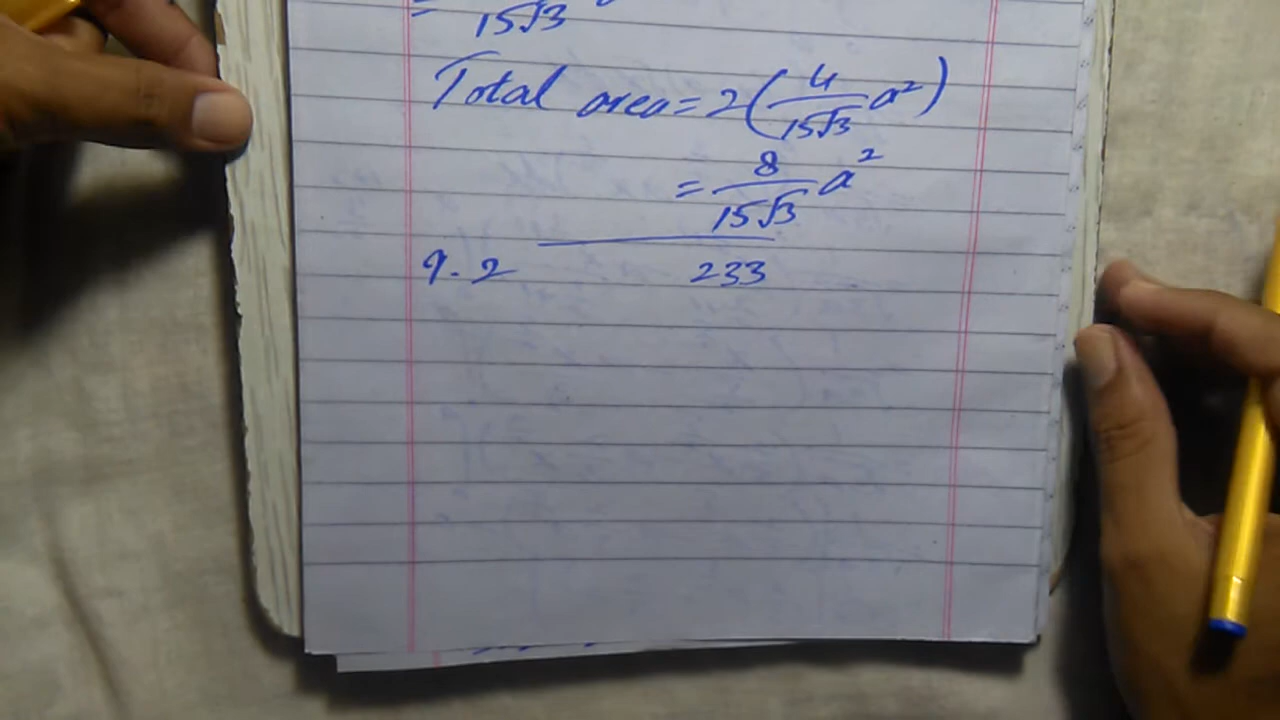 = 15√3
Total area = 2(4/15√3 a²)
= 8/15√3 a²
9.2 233